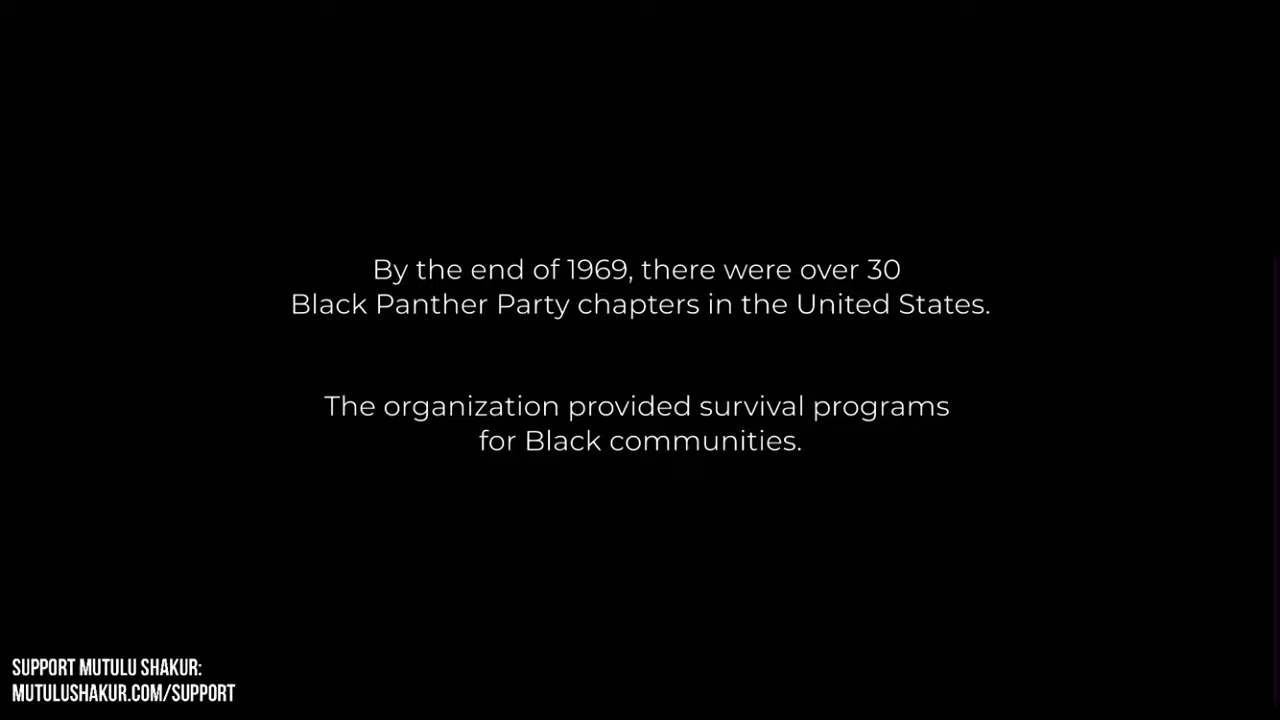 By the end of 1969, there were over 30
Black Panther Party chapters in the United States.
The organization provided survival programs
for Black communities.
SUPPORT MUTULU SHAKUR:
MUTULUSHAKUR.COM/SUPPORT